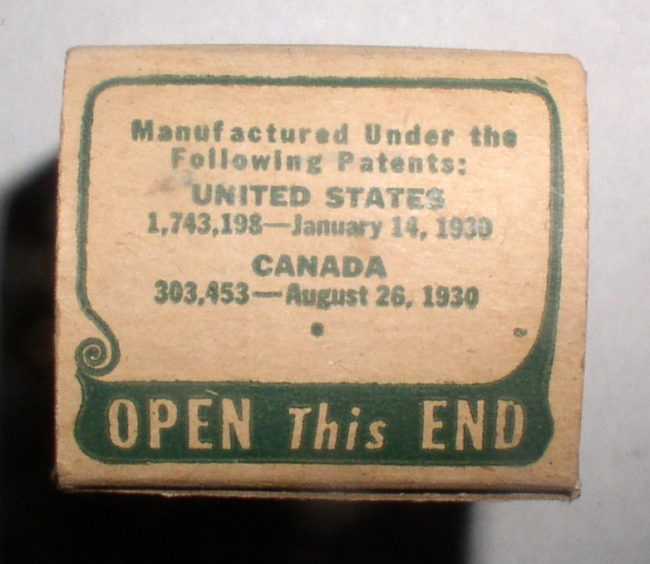 Manufactured Under the
Following Patents:
UNITED STATES
1,743,198—January 14, 1930
CANADA
303,453—August 26, 1930
OPEN This END